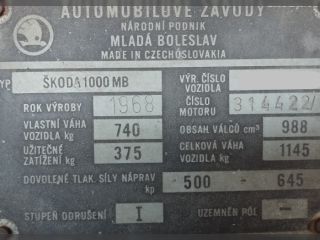 AUTOMOBILOVÉ ZÁVODY
NÁRODNÍ PODNIK
MLADÁ BOLESLAV
MADE IN CZECHOSLOVAKIA
TYP ŠKODA 1000 MB VÝR. ČÍSLO VOZIDLA
ROK VÝROBY 1968 ČÍSLO MOTORU 314422/
VLASTNÍ VÁHA VOZIDLA kg 740 OBSAH VÁLCŮ cm³ 988
UŽITEČNÉ ZATÍŽENÍ kg 375 CELKOVÁ VÁHA VOZIDLA kg 1145
DOVOLENÉ TLAK. SÍLY NÁPRAV kp 500 - 645
STUPEŇ ODRUŠENÍ I UZEMNĚN PÓL —